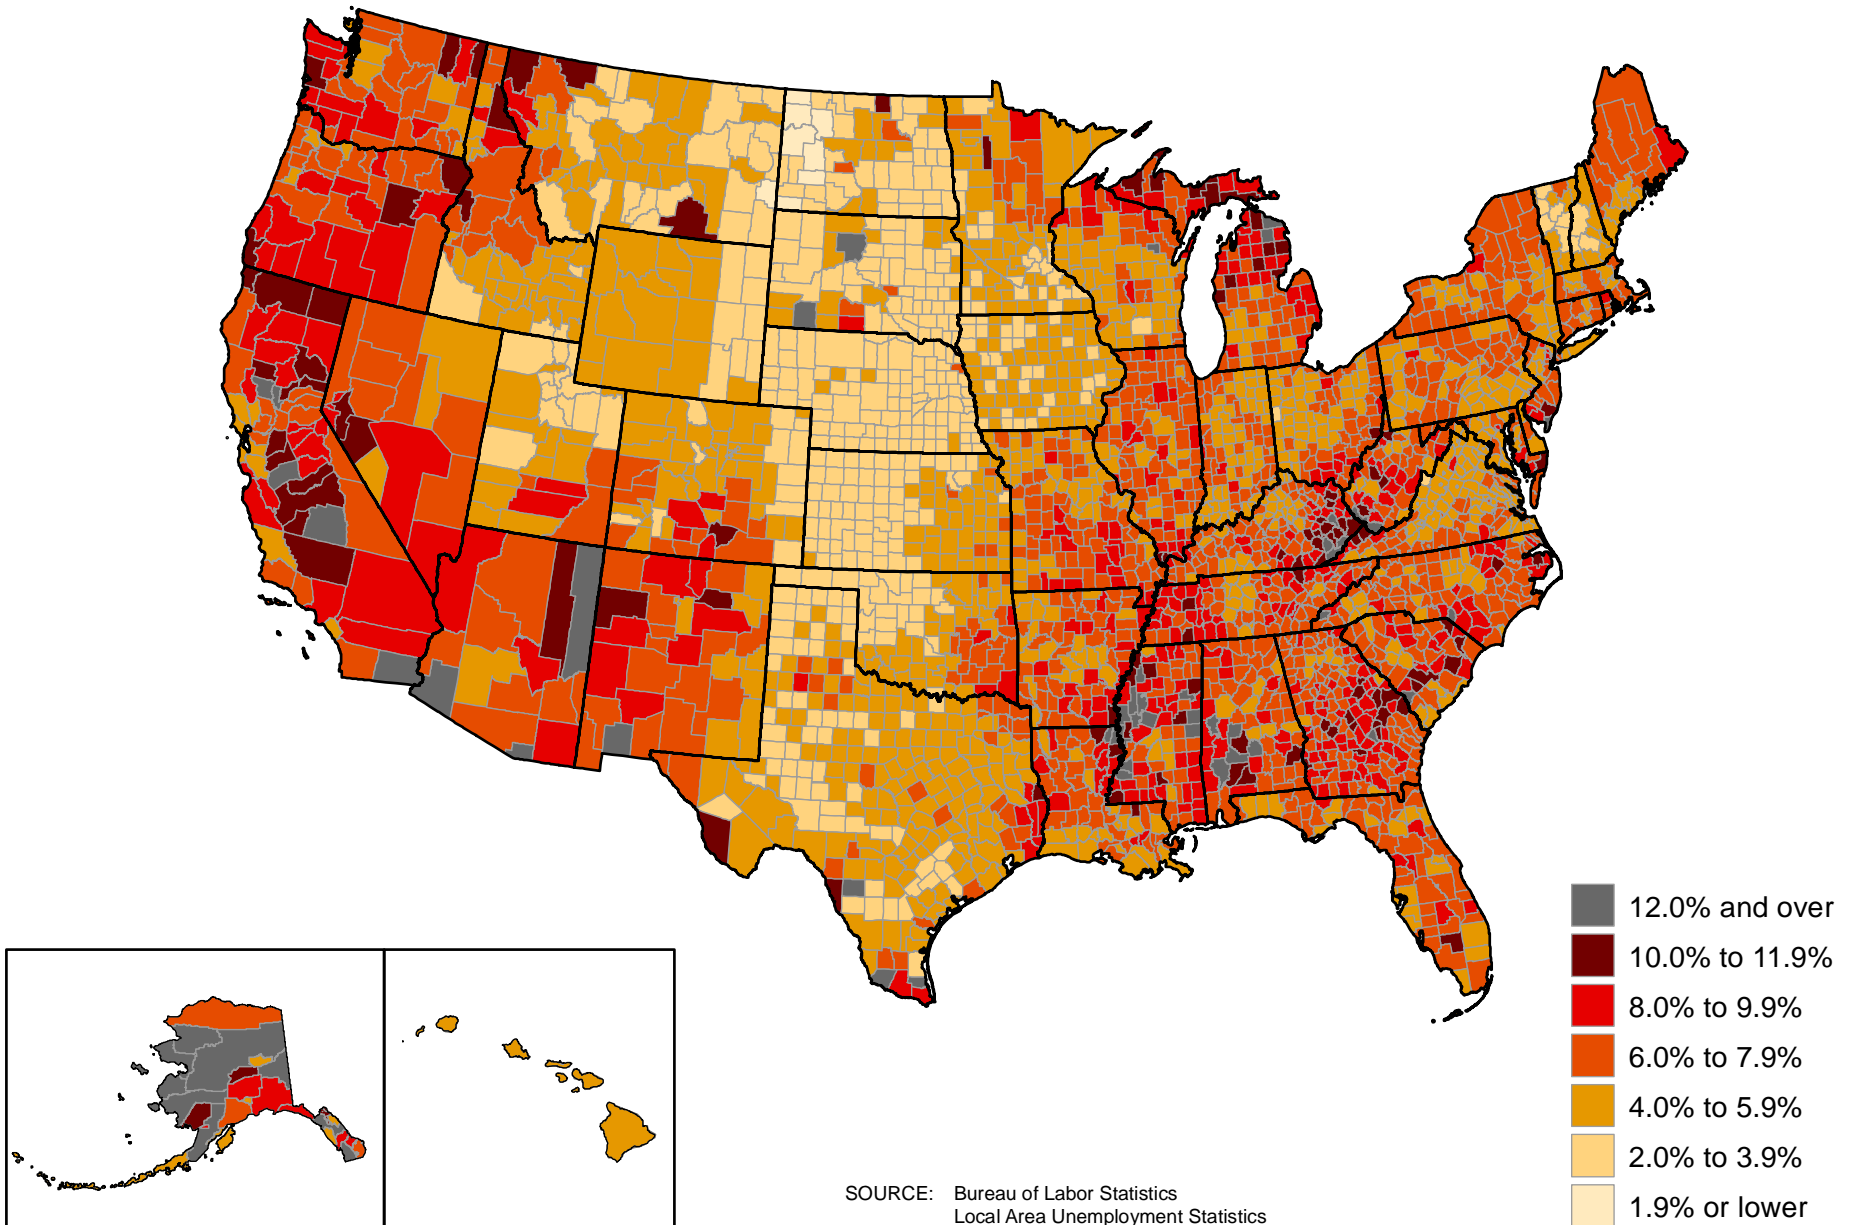 12.0% and over
10.0% to 11.9%
8.0% to 9.9%
6.0% to 7.9%
4.0% to 5.9%
2.0% to 3.9%
1.9% or lower
SOURCE: Bureau of Labor Statistics
Local Area Unemployment Statistics